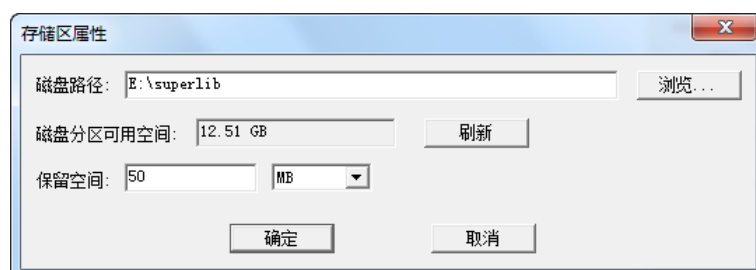 存储区属性
磁盘路径: E:\superlib 浏览...
磁盘分区可用空间: 12.51 GB 刷新
保留空间: 50 MB
确定 取消